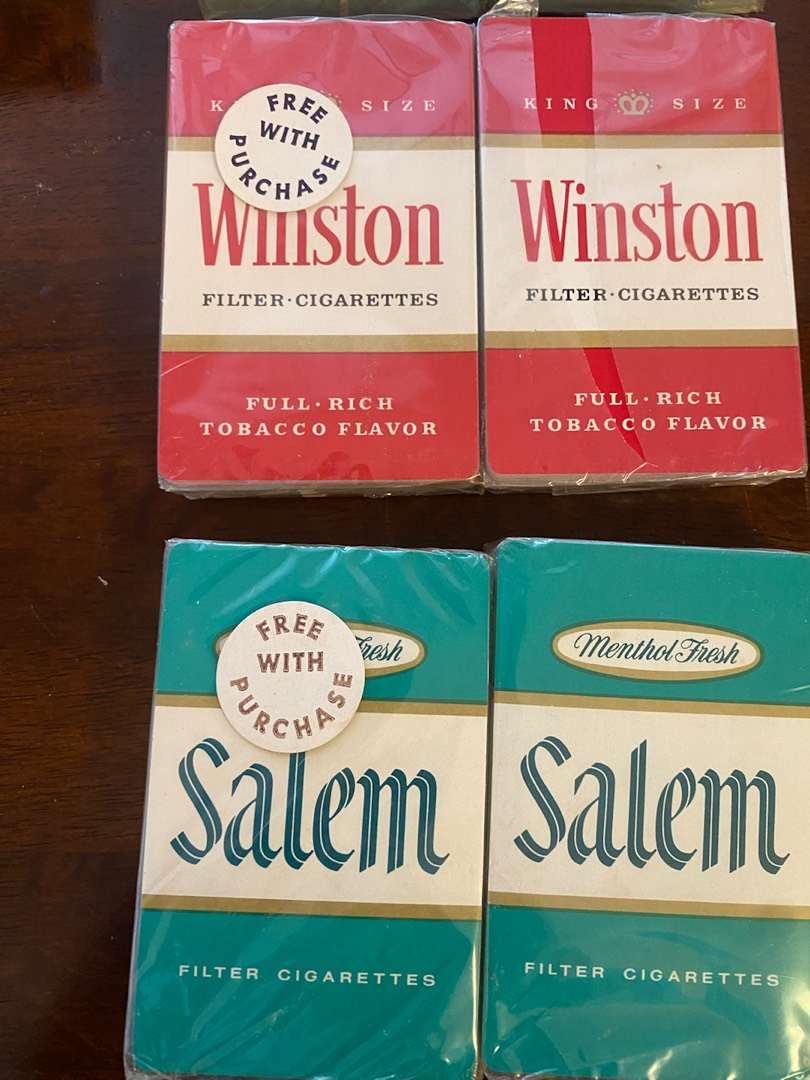 K
SIZE
FREE
WITH
PURCHASE
Winston
FILTER·CIGARETTES
FULL·RICH
TOBACCO FLAVOR
KING SIZE
Winston
FILTER·CIGARETTES
FULL·RICH
TOBACCO FLAVOR
FREE
WITH
PURCHASE
Fresh
Salem
FILTER CIGARETTES
Menthol Fresh
Salem
FILTER CIGARETTES